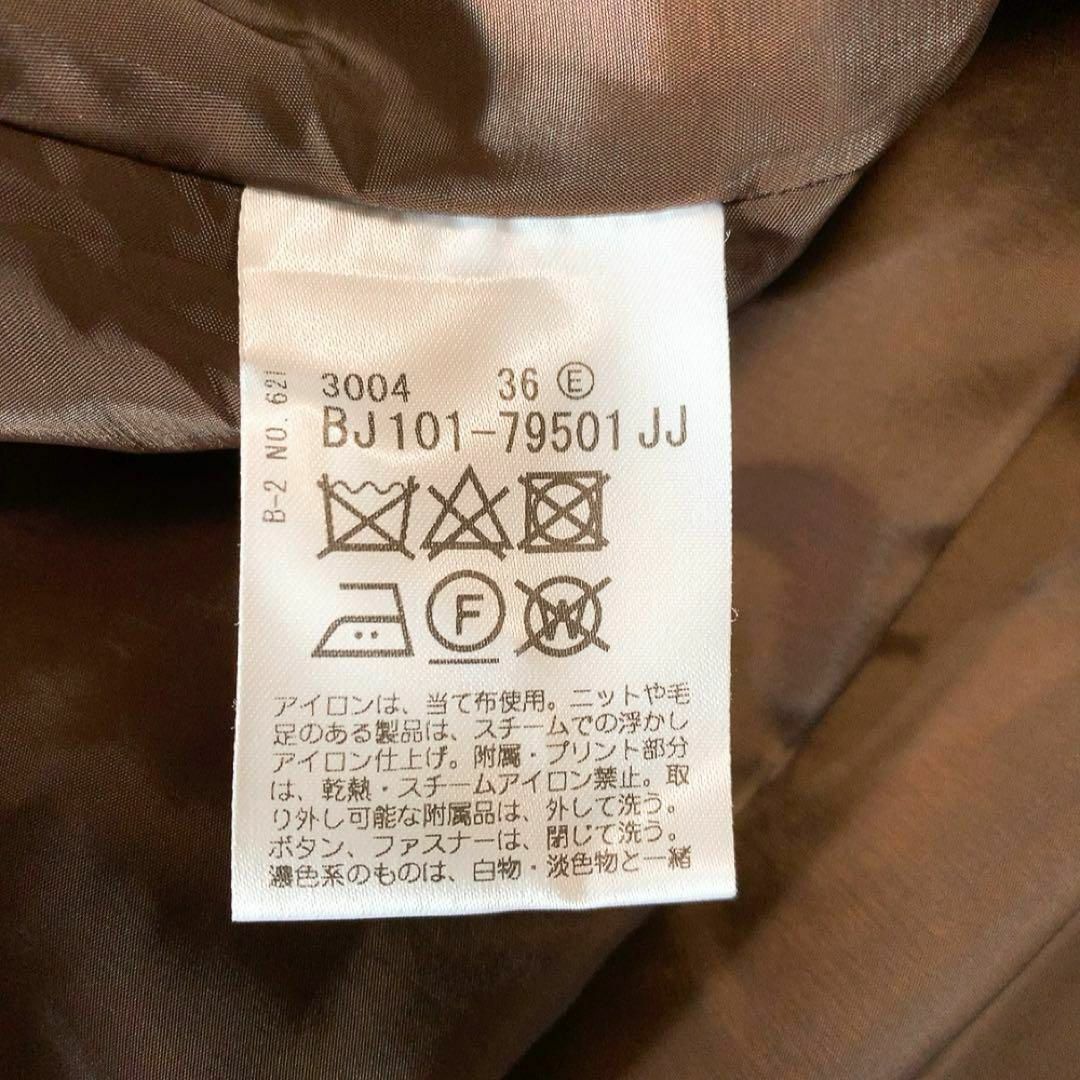 3004 36 Ⓔ
BJ101-79501 JJ
B-2 NO. 621
F
W
アイロンは、当て布使用。ニットや毛
足のある製品は、スチームでの浮かし
アイロン仕上げ。附属・プリント部分
は、乾熱・スチームアイロン禁止。取
り外し可能な附属品は、外して洗う。
ボタン、ファスナーは、閉じて洗う。
濃色系のものは、白物・淡色物と一緒